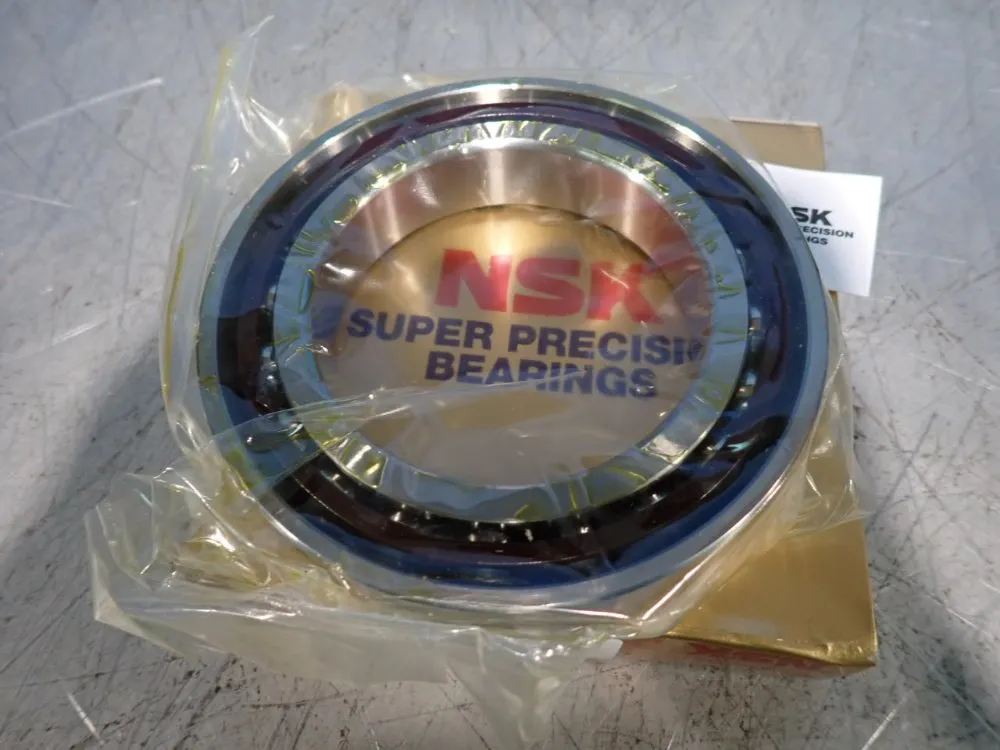 NSK
SUPER PRECISI
BEARINGS
SK
ECISION
NGS